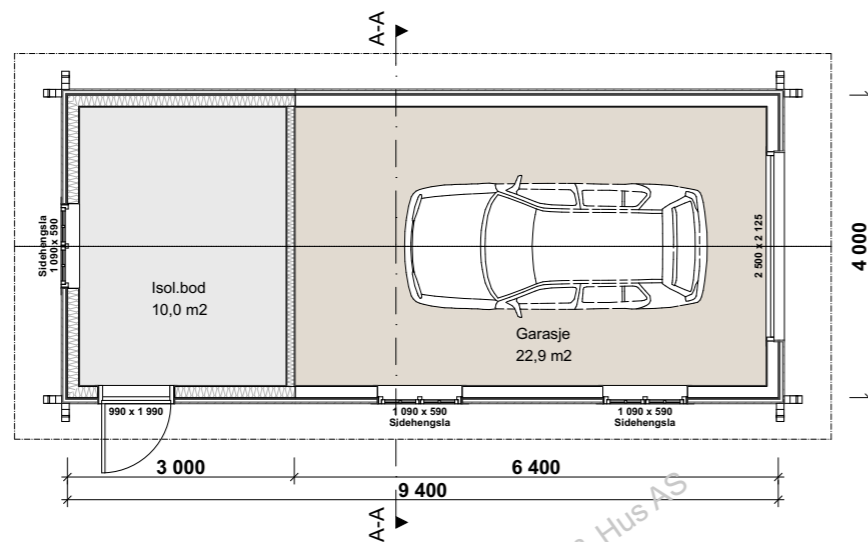 A-A
Sidehengsla
1 090 x 590
Isol.bod
10,0 m2
Garasje
22,9 m2
2 500 x 2 125
4 000
990 x 1 990
1 090 x 590
Sidehengsla
1 090 x 590
Sidehengsla
3 000
6 400
9 400
A-A
Hus AS